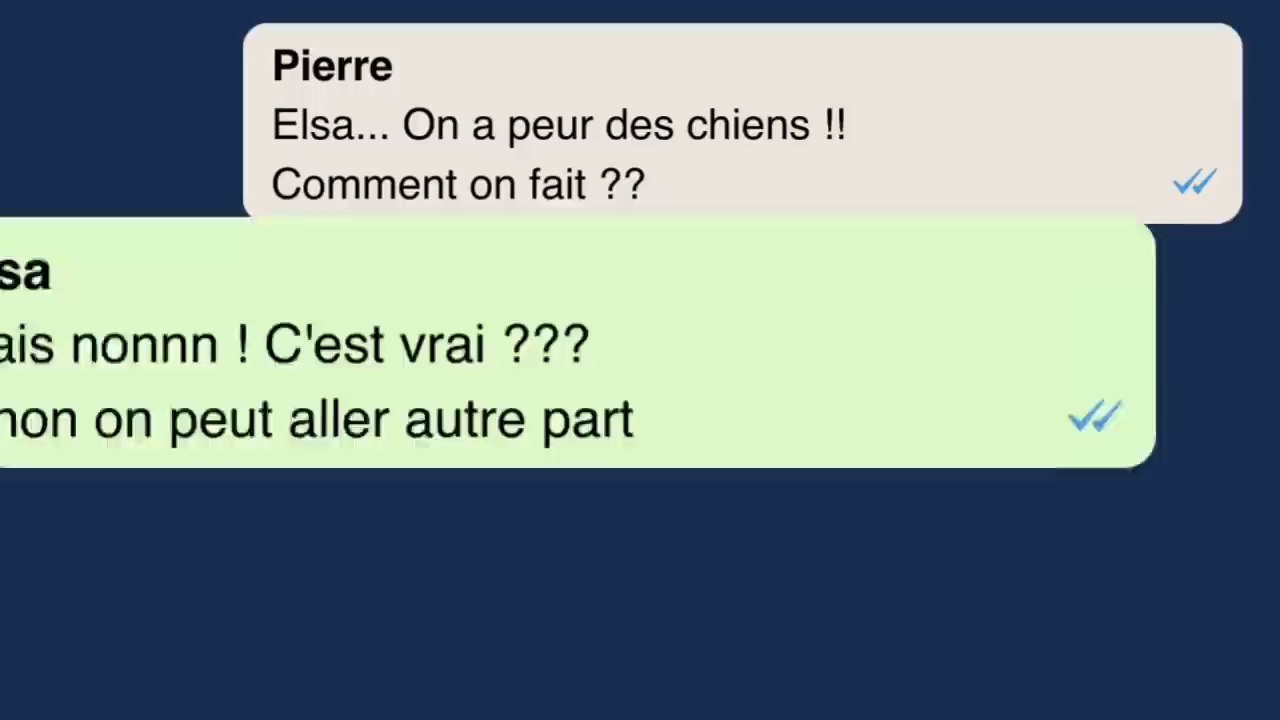 Pierre
Elsa... On a peur des chiens !!
Comment on fait ??
sa
ais nonnn ! C'est vrai ???
non on peut aller autre part